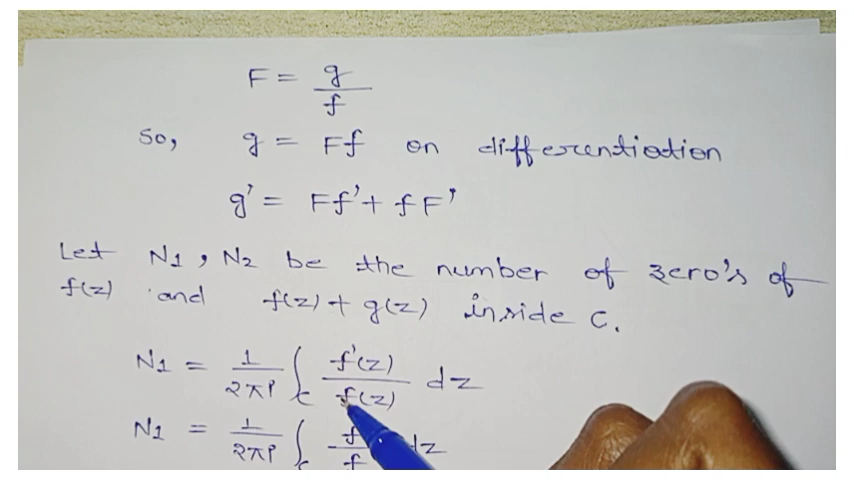 F = g/f
So, g = Ff on differentiation
g' = Ff' + fF'
Let N1, N2 be the number of zero's of
f(z) and f(z) + g(z) inside C.
N1 = 1/2πi ∫c f'(z)/f(z) dz
N1 = 1/2πi ∫c f/f dz